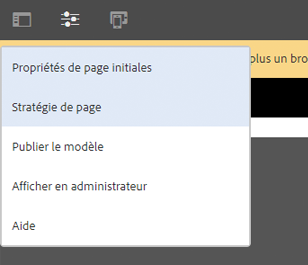 plus un bro
Propriétés de page initiales
Stratégie de page
Publier le modèle
Afficher en administrateur
Aide